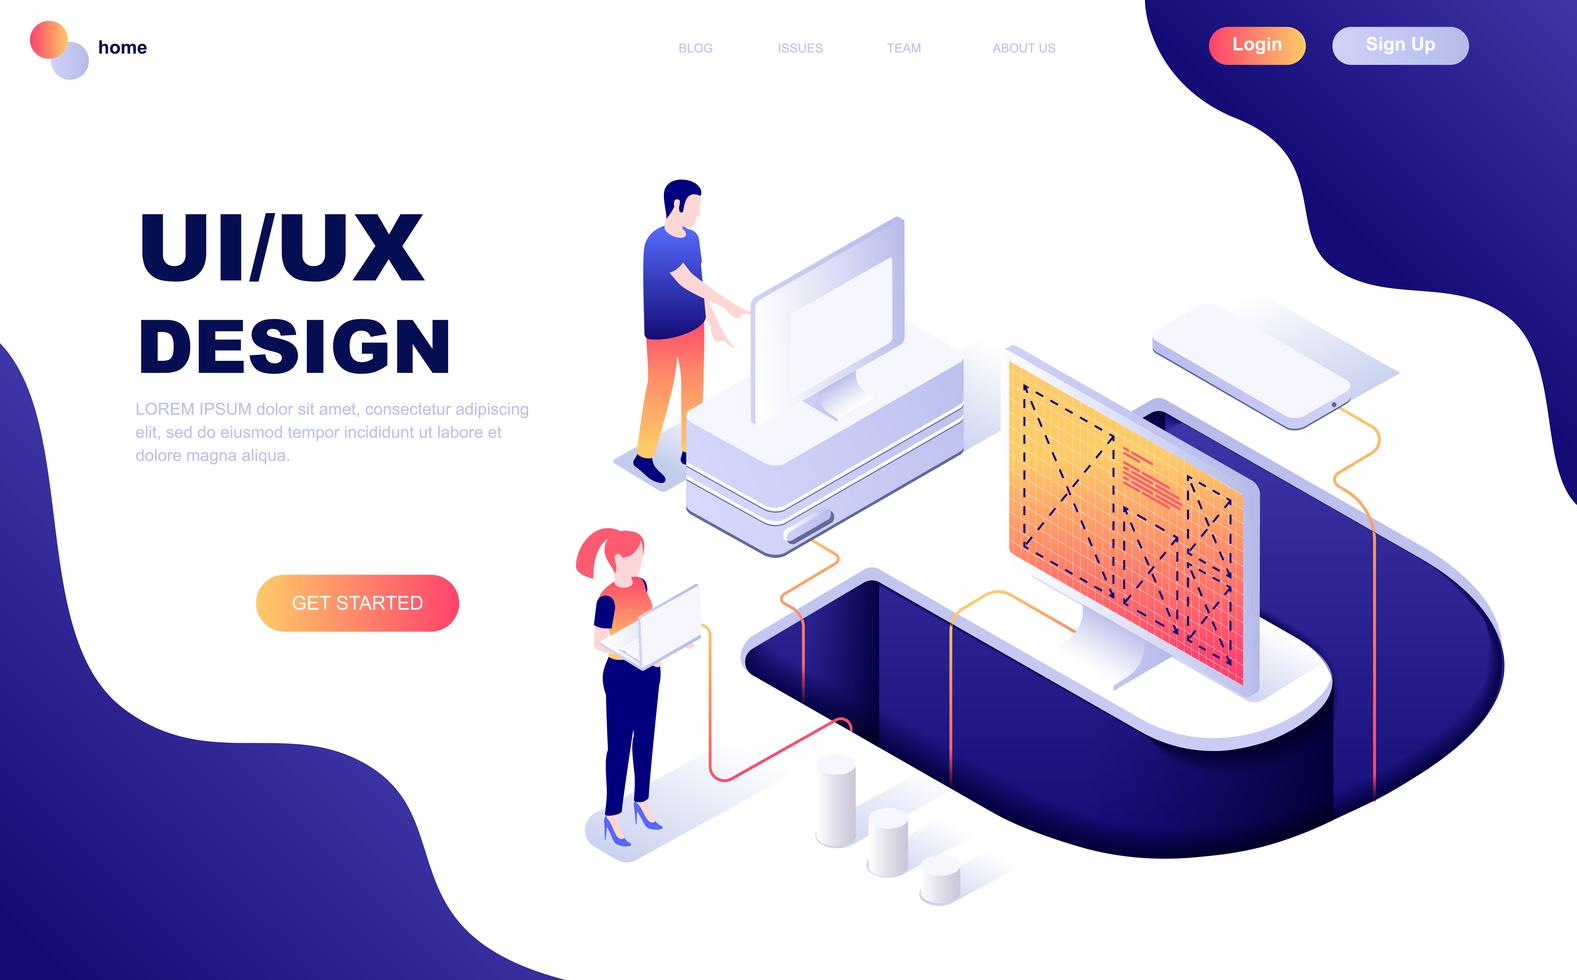 home
BLOG
ISSUES
TEAM
ABOUT US
Login
Sign Up
UI/UX
DESIGN
LOREM IPSUM dolor sit amet, consectetur adipiscing
elit, sed do eiusmod tempor incididunt ut labore et
dolore magna aliqua.
GET STARTED